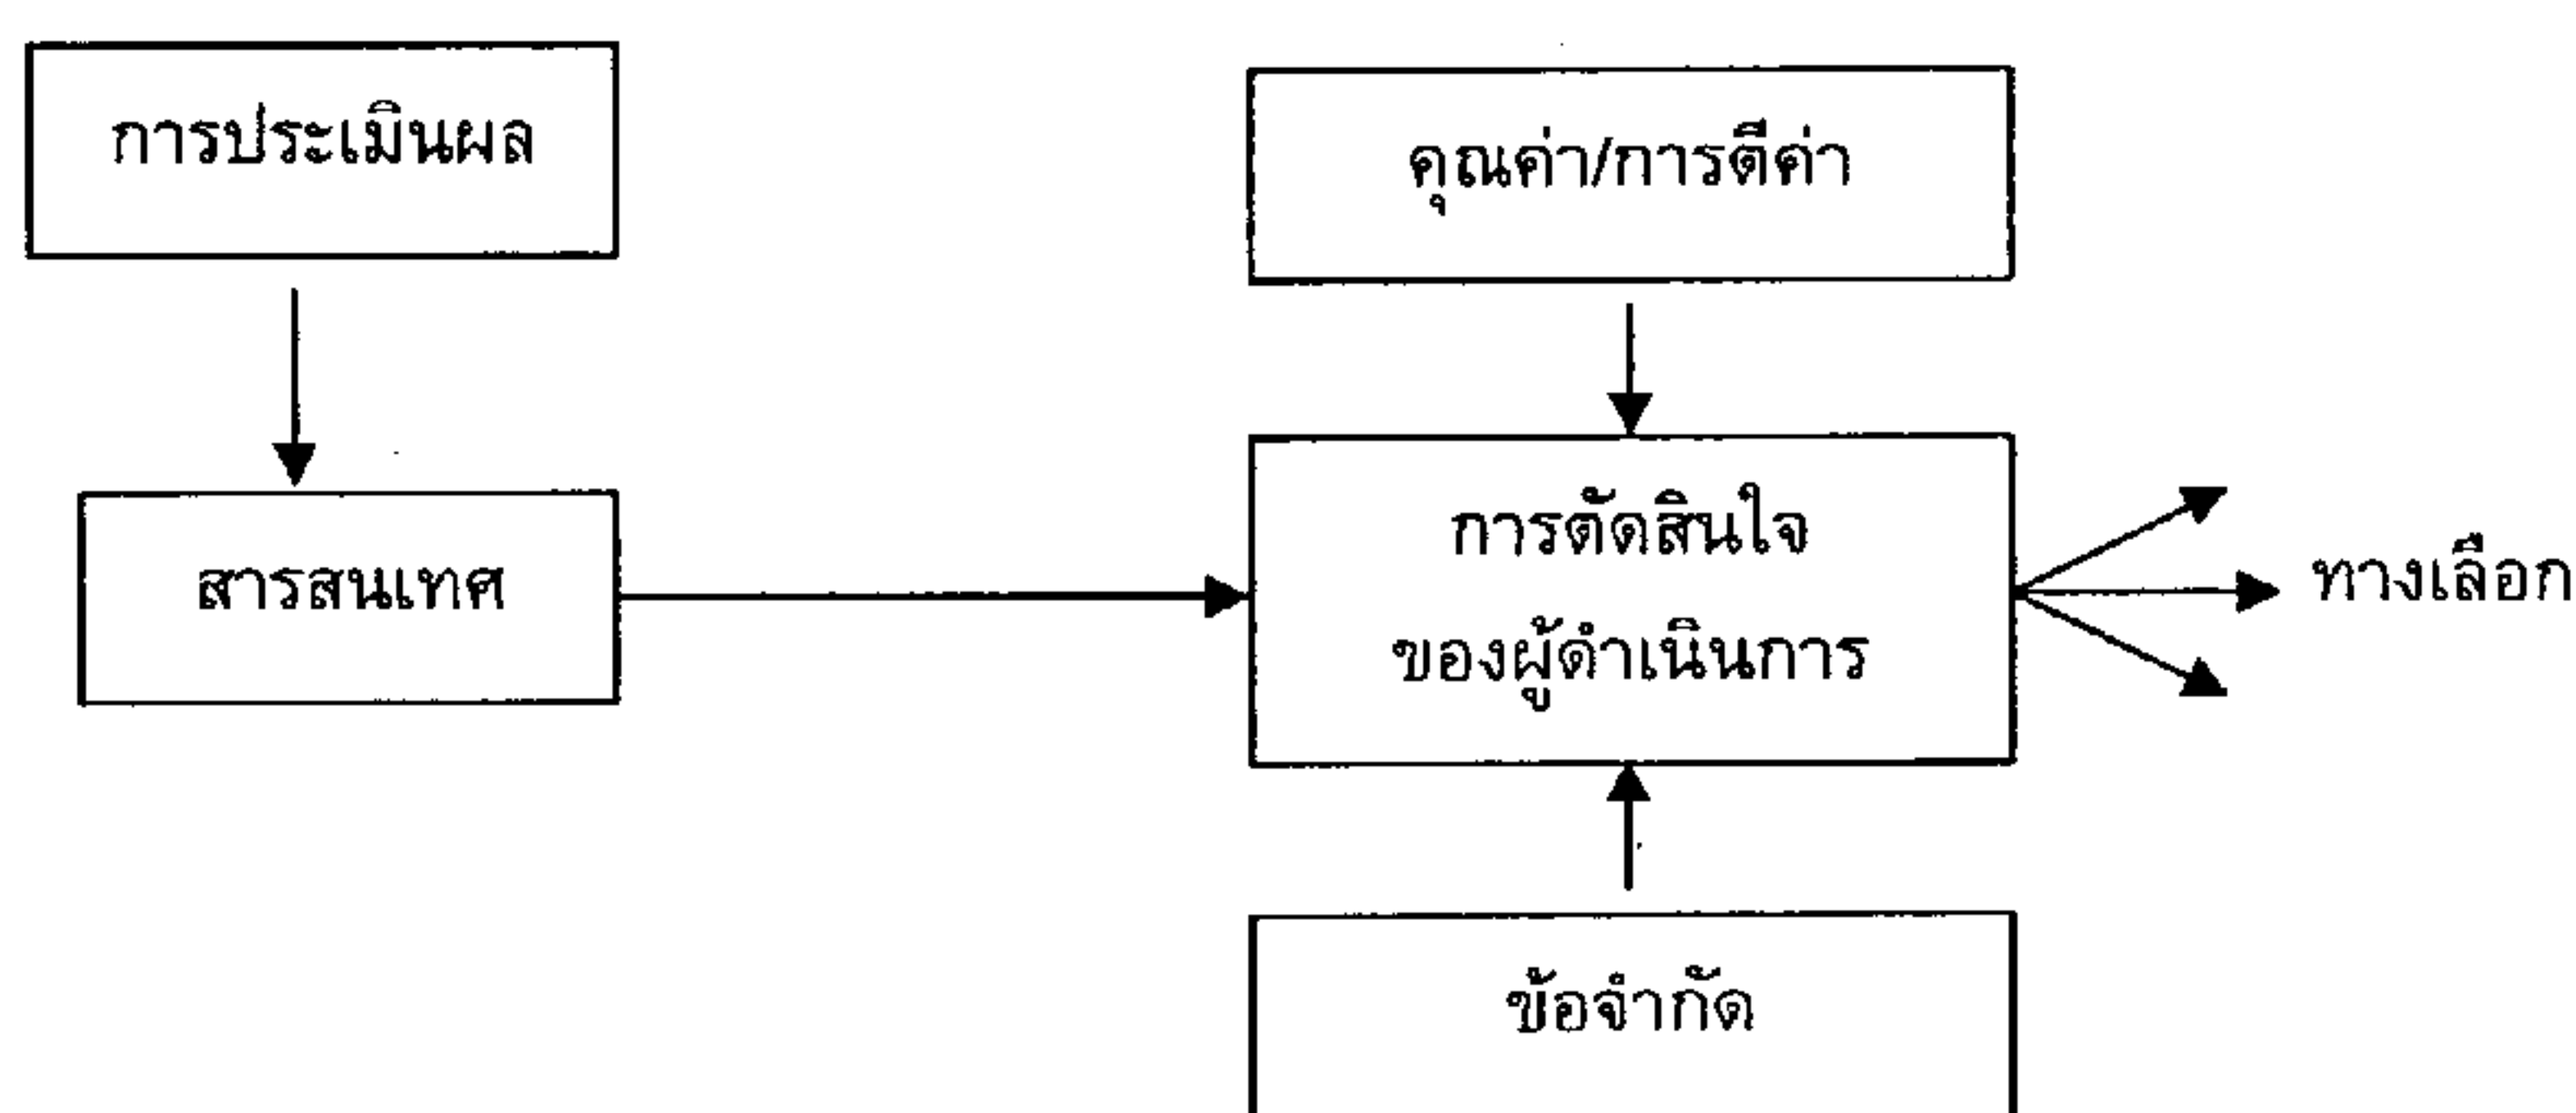 การประเมินผล
คุณค่า/การตีค่า
สารสนเทศ
การตัดสินใจ
ของผู้ดำเนินการ
ทางเลือก
ข้อจำกัด